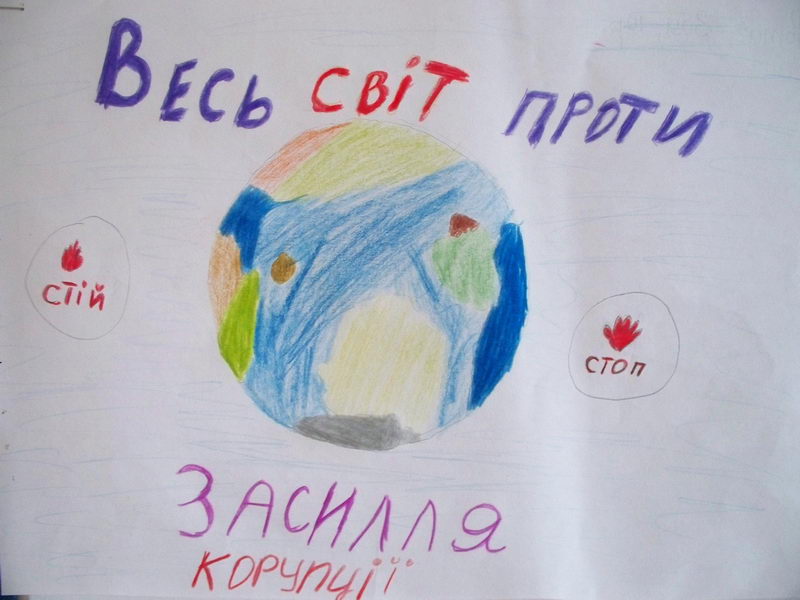 Весь світ проти
стій
стоп
Засилля
корупції